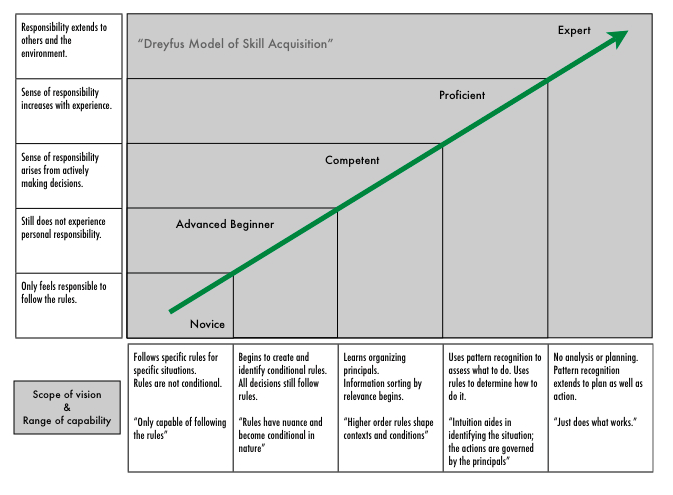 Responsibility extends to
others and the
environment.
"Dreyfus Model of Skill Acquisition"
Expert
Sense of responsibility
increases with experience.
Proficient
Sense of responsibility
arises from actively
making decisions.
Competent
Still does not experience
personal responsibility.
Advanced Beginner
Only feels responsible to
follow the rules.
Novice
Scope of vision
&
Range of capability
Follows specific rules for
specific situations.
Rules are not conditional.
"Only capable of following
the rules"
Begins to create and
identify conditional rules.
All decisions still follow
rules.
"Rules have nuance and
become conditional in
nature"
Learns organizing
principals.
Information sorting by
relevance begins.
"Higher order rules shape
contexts and conditions"
Uses pattern recognition to
assess what to do. Uses
rules to determine how to
do it.
"Intuition aides in
identifying the situation;
the actions are governed
by the principals"
No analysis or planning.
Pattern recognition
extends to plan as well as
action.
"Just does what works."